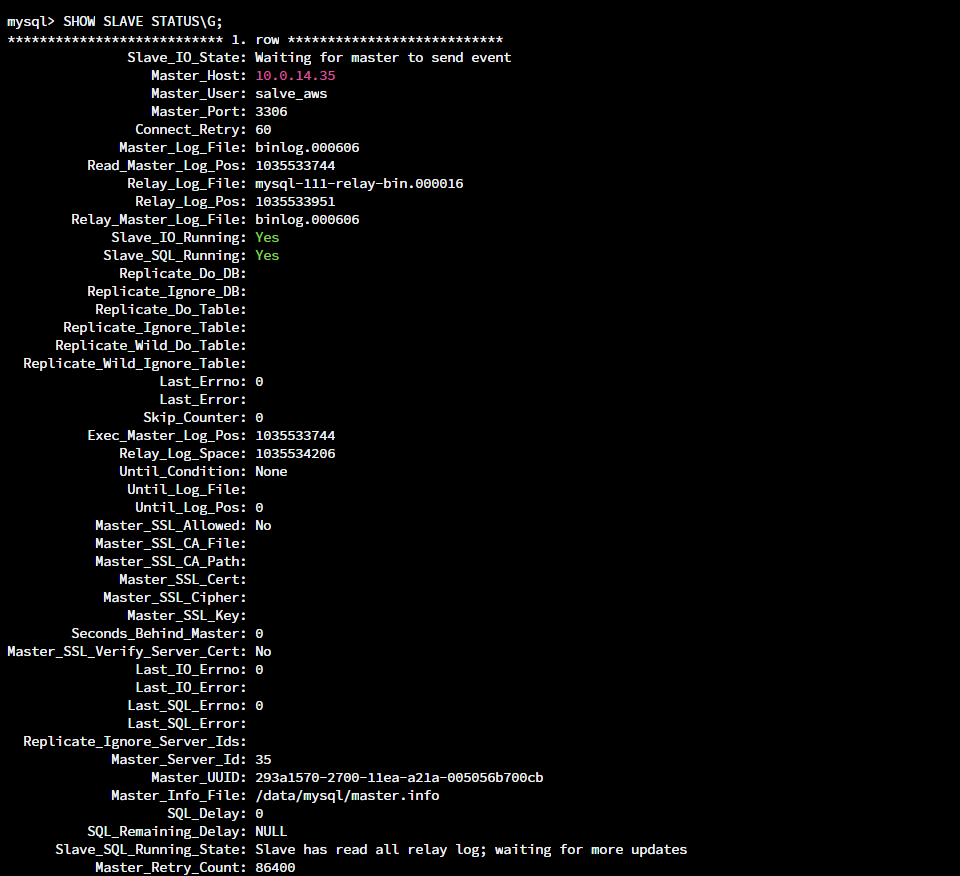 mysql> SHOW SLAVE STATUS\G;
*************************** 1. row ***************************
Slave_IO_State: Waiting for master to send event
Master_Host: 10.0.14.35
Master_User: salve_aws
Master_Port: 3306
Connect_Retry: 60
Master_Log_File: binlog.000606
Read_Master_Log_Pos: 1035533744
Relay_Log_File: mysql-111-relay-bin.000016
Relay_Log_Pos: 1035533951
Relay_Master_Log_File: binlog.000606
Slave_IO_Running: Yes
Slave_SQL_Running: Yes
Replicate_Do_DB:
Replicate_Ignore_DB:
Replicate_Do_Table:
Replicate_Ignore_Table:
Replicate_Wild_Do_Table:
Replicate_Wild_Ignore_Table:
Last_Errno: 0
Last_Error:
Skip_Counter: 0
Exec_Master_Log_Pos: 1035533744
Relay_Log_Space: 1035534206
Until_Condition: None
Until_Log_File:
Until_Log_Pos: 0
Master_SSL_Allowed: No
Master_SSL_CA_File:
Master_SSL_CA_Path:
Master_SSL_Cert:
Master_SSL_Cipher:
Master_SSL_Key:
Seconds_Behind_Master: 0
Master_SSL_Verify_Server_Cert: No
Last_IO_Errno: 0
Last_IO_Error:
Last_SQL_Errno: 0
Last_SQL_Error:
Replicate_Ignore_Server_Ids:
Master_Server_Id: 35
Master_UUID: 293a1570-2700-11ea-a21a-005056b700cb
Master_Info_File: /data/mysql/master.info
SQL_Delay: 0
SQL_Remaining_Delay: NULL
Slave_SQL_Running_State: Slave has read all relay log; waiting for more updates
Master_Retry_Count: 86400